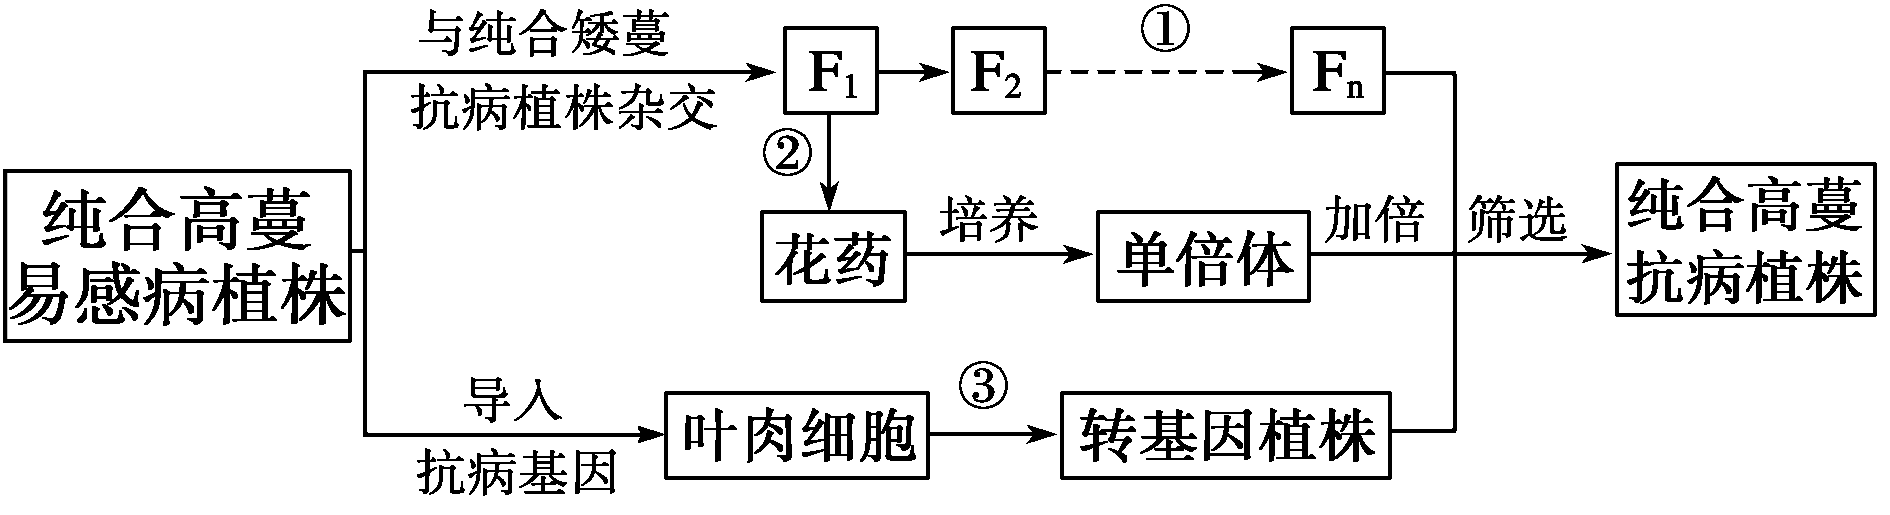 与纯合矮蔓
抗病植株杂交
F₁
F₂
①
Fₙ
②
纯合高蔓
易感病植株
花药
培养
单倍体
加倍
筛选
纯合高蔓
抗病植株
导入
抗病基因
叶肉细胞
③
转基因植株